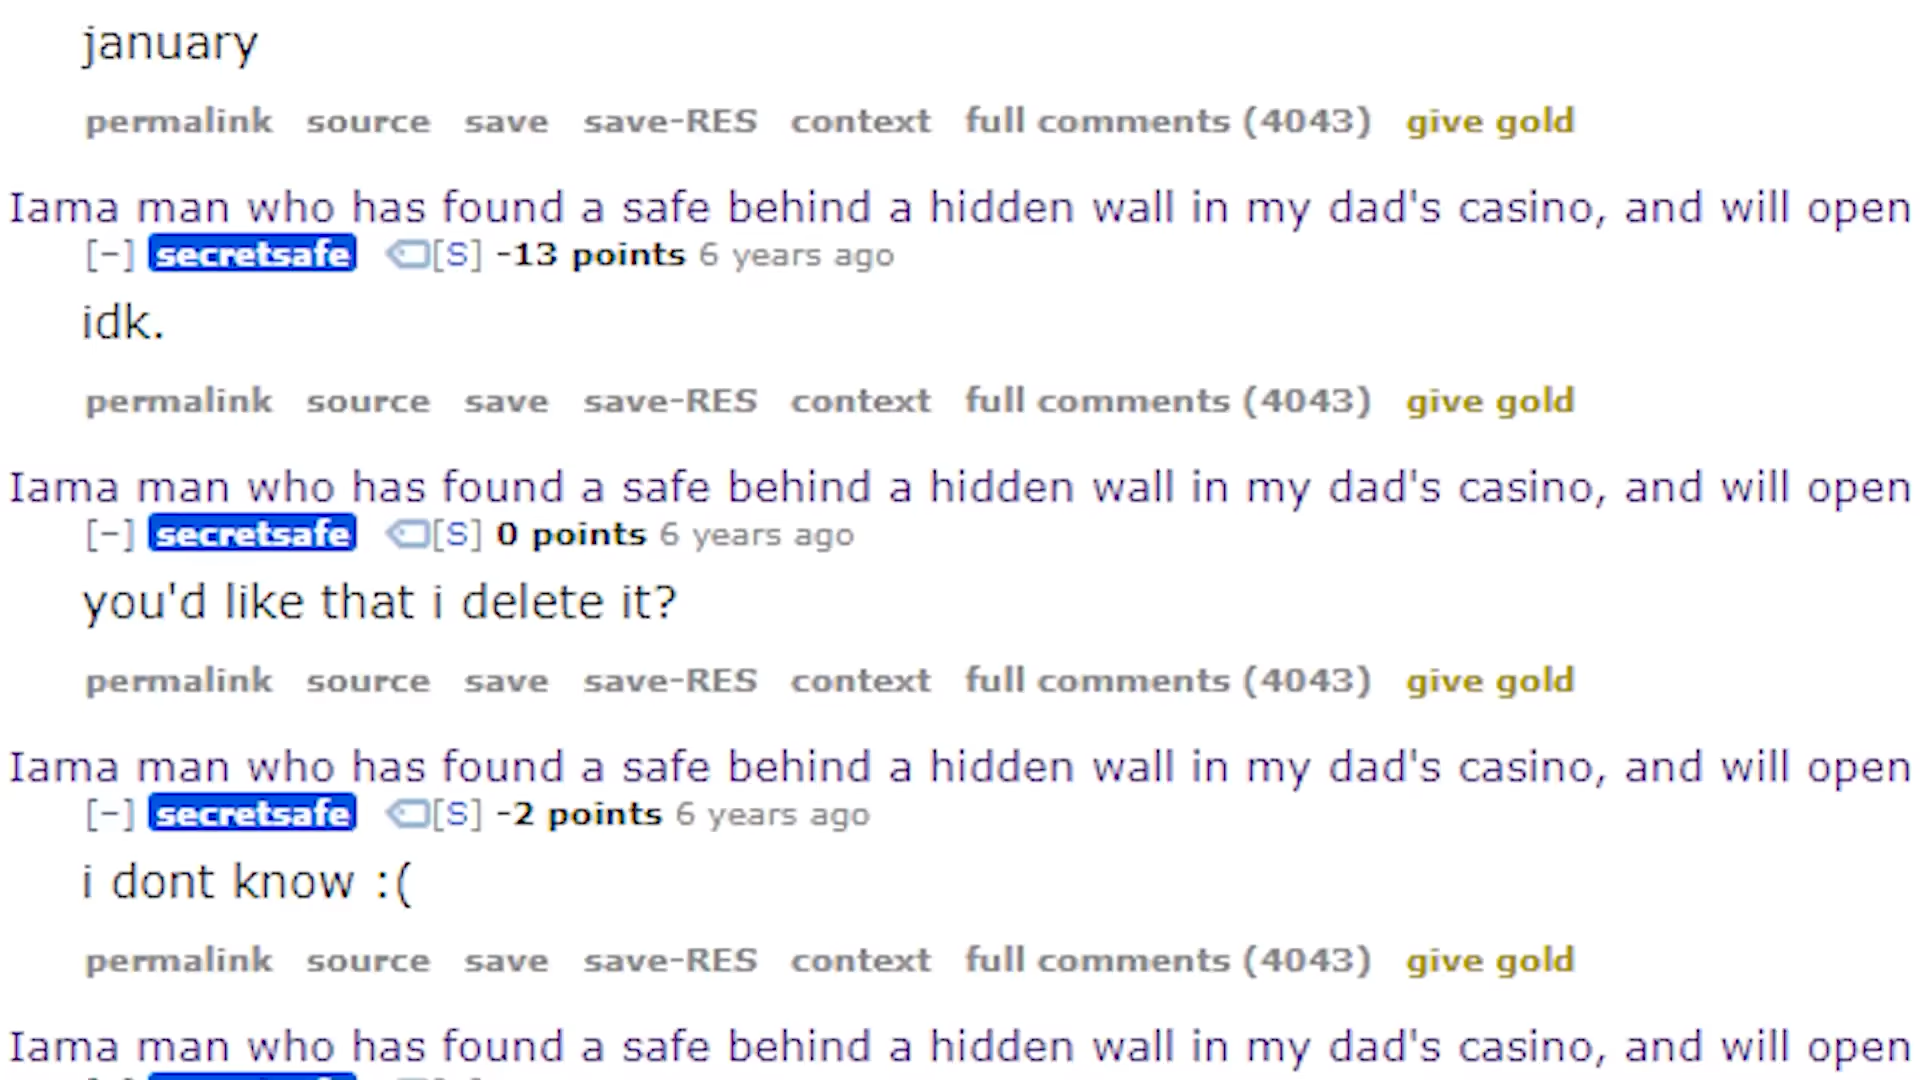 january
permalink source save save-RES context full comments (4043) give gold
Iama man who has found a safe behind a hidden wall in my dad's casino, and will open
[-] secretsafe [S] -13 points 6 years ago
idk.
permalink source save save-RES context full comments (4043) give gold
Iama man who has found a safe behind a hidden wall in my dad's casino, and will open
[-] secretsafe [S] 0 points 6 years ago
you'd like that i delete it?
permalink source save save-RES context full comments (4043) give gold
Iama man who has found a safe behind a hidden wall in my dad's casino, and will open
[-] secretsafe [S] -2 points 6 years ago
i dont know :(
permalink source save save-RES context full comments (4043) give gold
Iama man who has found a safe behind a hidden wall in my dad's casino, and will open